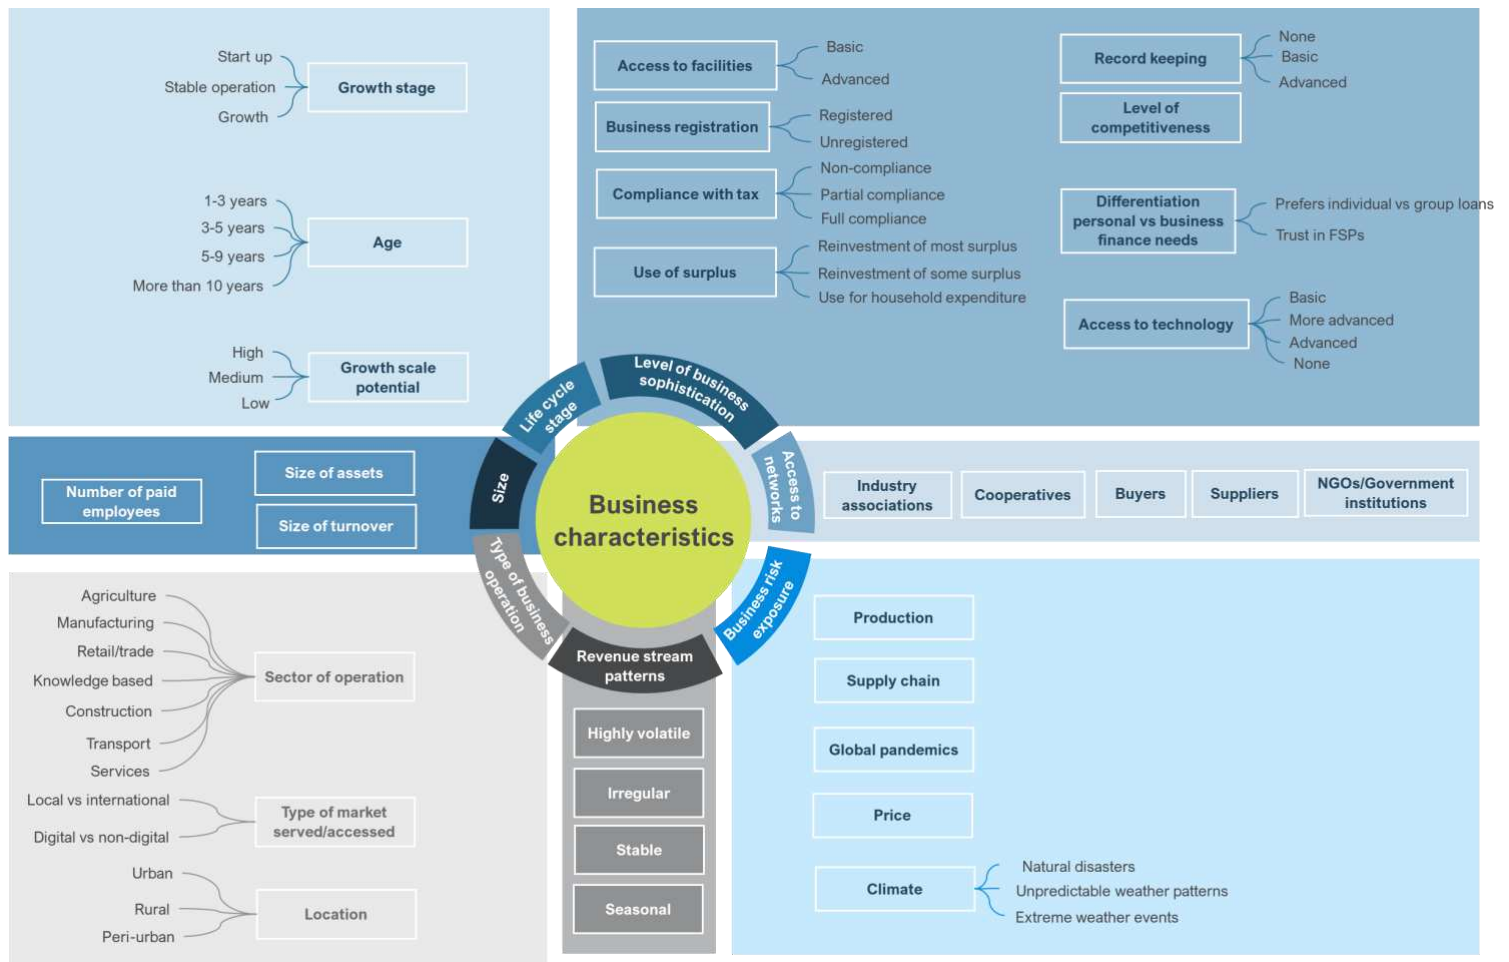 Start up
Stable operation
Growth
Growth stage
1-3 years
3-5 years
5-9 years
More than 10 years
Age
High
Medium
Low
Growth scale
potential
Access to facilities
Basic
Advanced
Business registration
Registered
Unregistered
Compliance with tax
Non-compliance
Partial compliance
Full compliance
Use of surplus
Reinvestment of most surplus
Reinvestment of some surplus
Use for household expenditure
Record keeping
None
Basic
Advanced
Level of
competitiveness
Differentiation
personal vs business
finance needs
Prefers individual vs group loans
Trust in FSPs
Access to technology
Basic
More advanced
Advanced
None
Life cycle
stage
Level of business
sophistication
Size
Access to
networks
Business
characteristics
Type of business
operation
Business risk
exposure
Revenue stream
patterns
Number of paid
employees
Size of assets
Size of turnover
Industry
associations
Cooperatives
Buyers
Suppliers
NGOs/Government
institutions
Agriculture
Manufacturing
Retail/trade
Knowledge based
Construction
Transport
Services
Sector of operation
Local vs international
Digital vs non-digital
Type of market
served/accessed
Urban
Rural
Peri-urban
Location
Highly volatile
Irregular
Stable
Seasonal
Production
Supply chain
Global pandemics
Price
Climate
Natural disasters
Unpredictable weather patterns
Extreme weather events